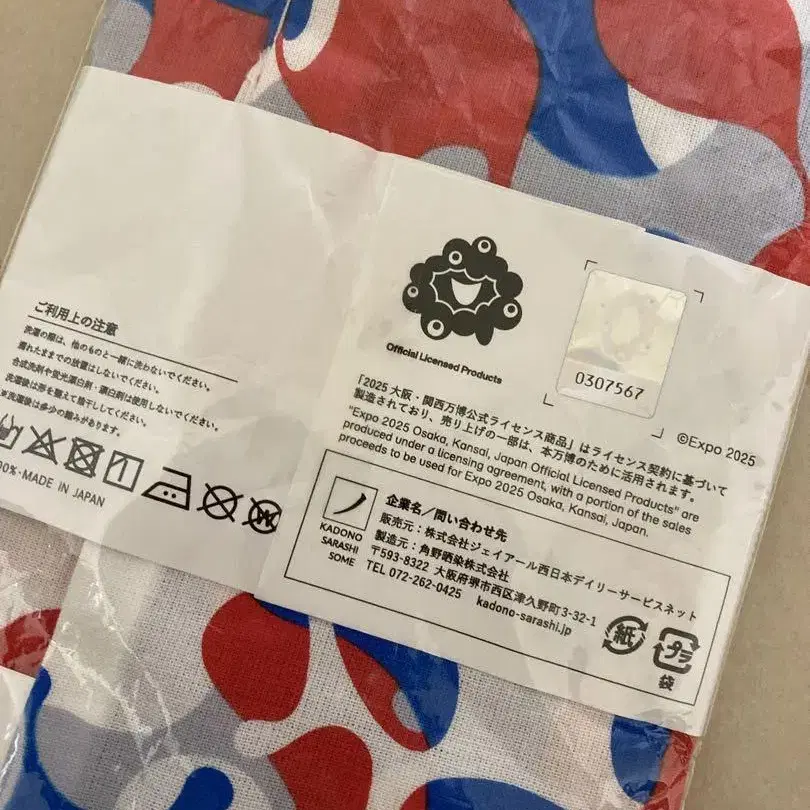 ご利用上の注意
洗濯の際は、他のものと一緒に洗わないでください。
濡れたままでの放置はしないでください。
合成洗剤や蛍光漂白剤・漂白剤は使用しないでください。
洗濯後は形を整えて陰干ししてください。
※洗濯後は多少の縮みがあります。
00%・MADE IN JAPAN
Official Licensed Products
0307567
©Expo 2025
「2025 大阪・関西万博公式ライセンス商品」はライセンス契約に基づいて
製造されており、売り上げの一部は、本万博のために活用されます。
"Expo 2025 Osaka, Kansai, Japan Official Licensed Products" are
produced under a licensing agreement, with a portion of the sales
proceeds to be used for Expo 2025 Osaka, Kansai, Japan.
KADONO
SARASHI
SOME
企業名／問い合わせ先
販売元：株式会社ジェイアール西日本デイリーサービスネット
製造元：角野晒染株式会社
〒593-8322 大阪府堺市西区津久野町3-32-1
TEL 072-262-0425 kadono-sarashi.jp
紙
プラ
袋